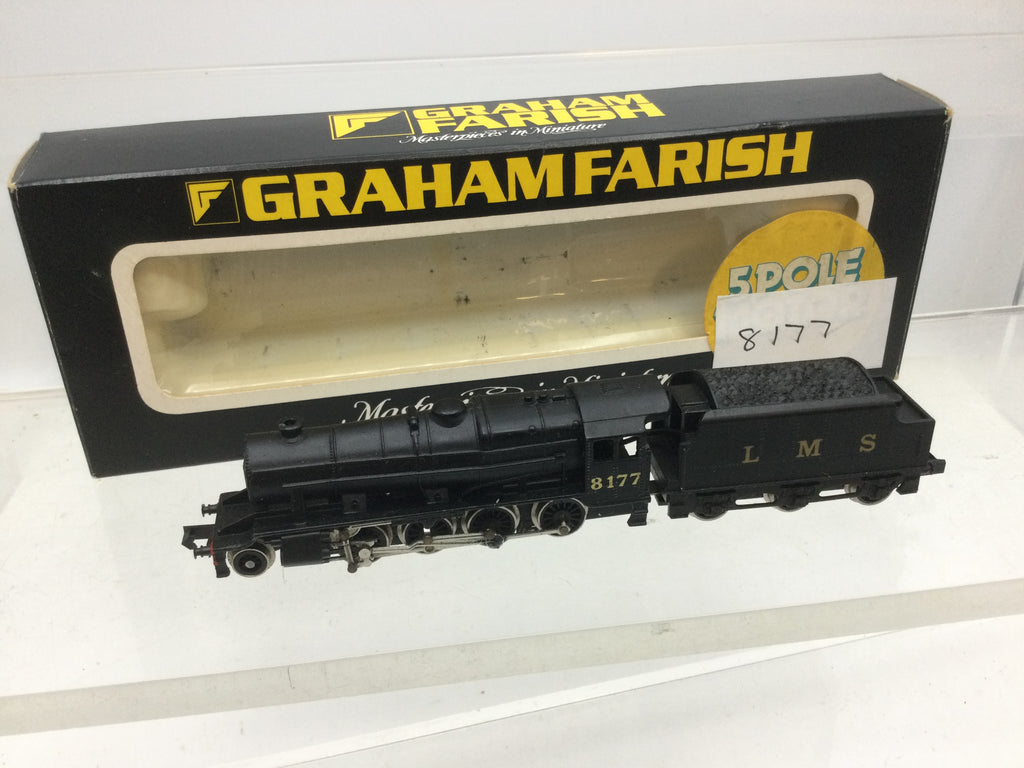 GRAHAM
FARISH
Masterpieces in Miniature
GRAHAM FARISH
5 POLE
8177
8177
L M S